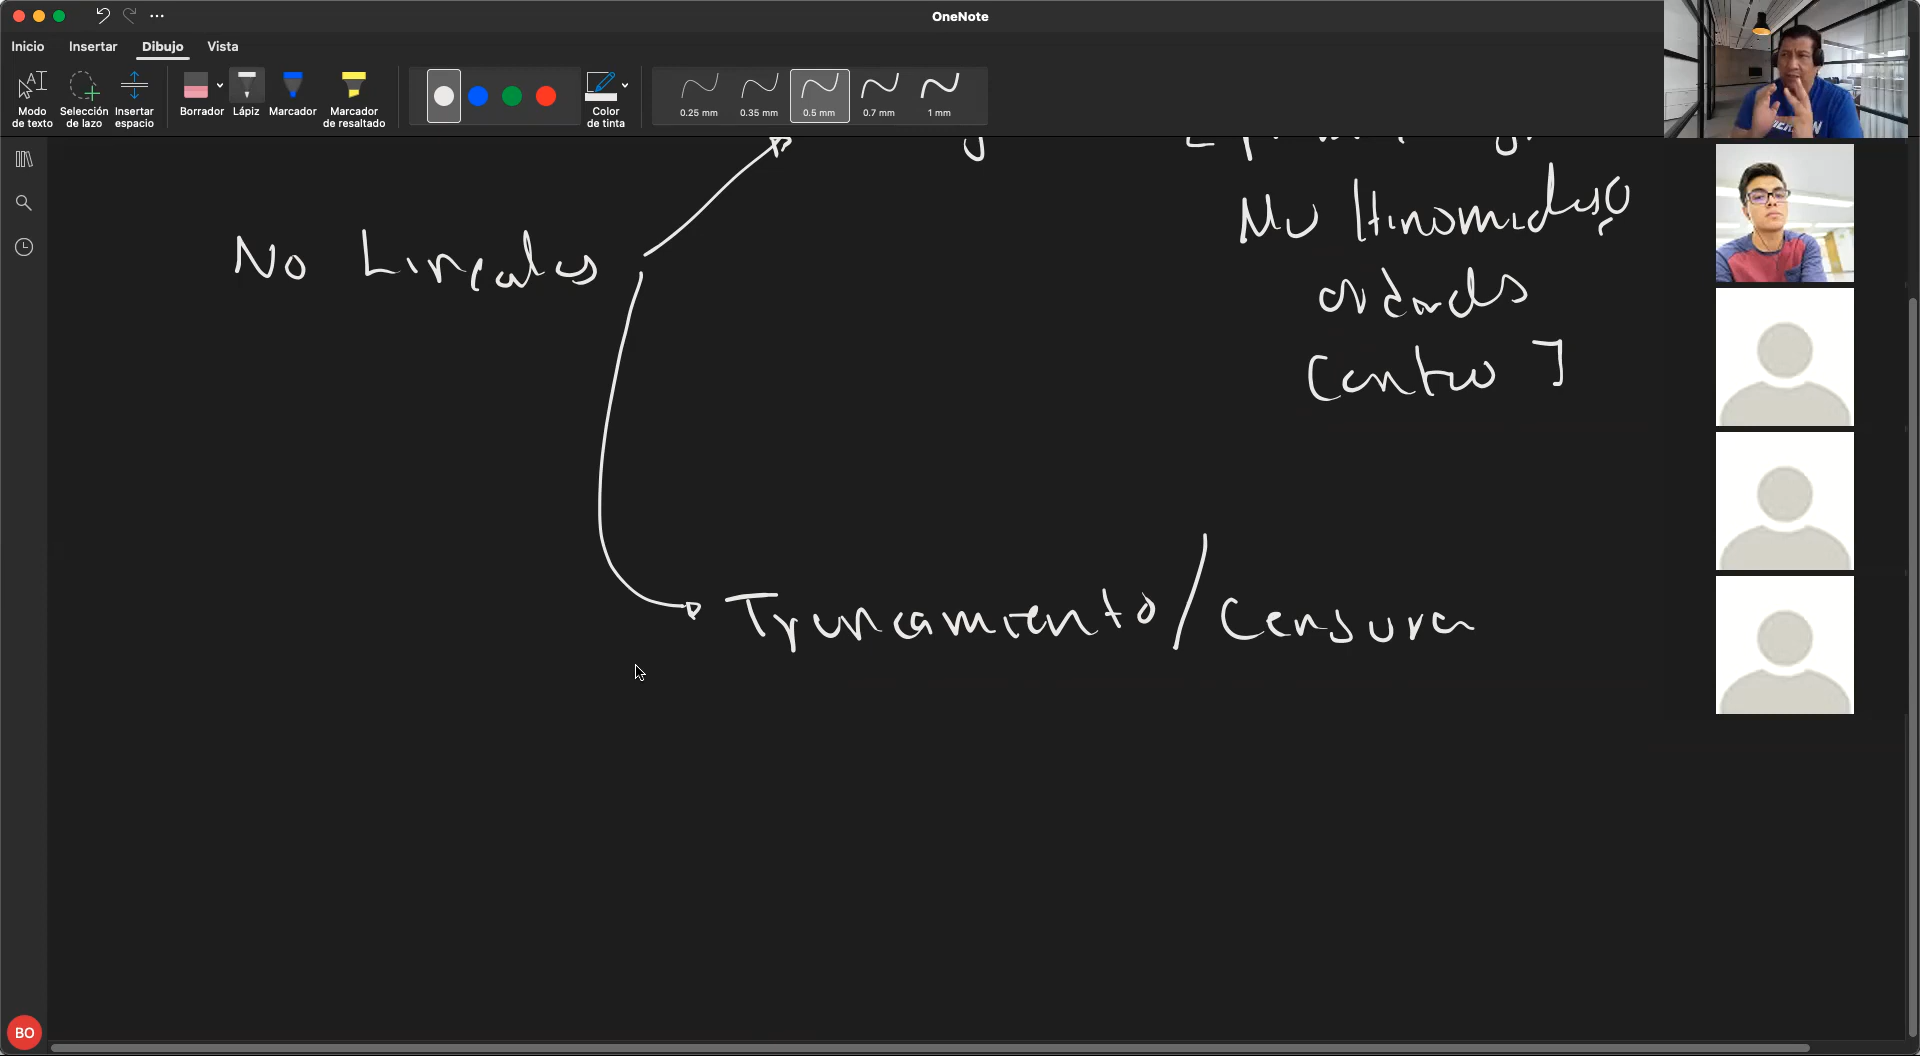 OneNote
Inicio Insertar Dibujo Vista
Modo de texto
Selección de lazo
Insertar espacio
Borrador
Lápiz
Marcador
Marcador de resaltado
Color de tinta
0.25 mm 0.35 mm 0.5 mm 0.7 mm 1 mm
No Lineales
Multinomiales o
Conteo ]
Truncamiento / Censura
BO